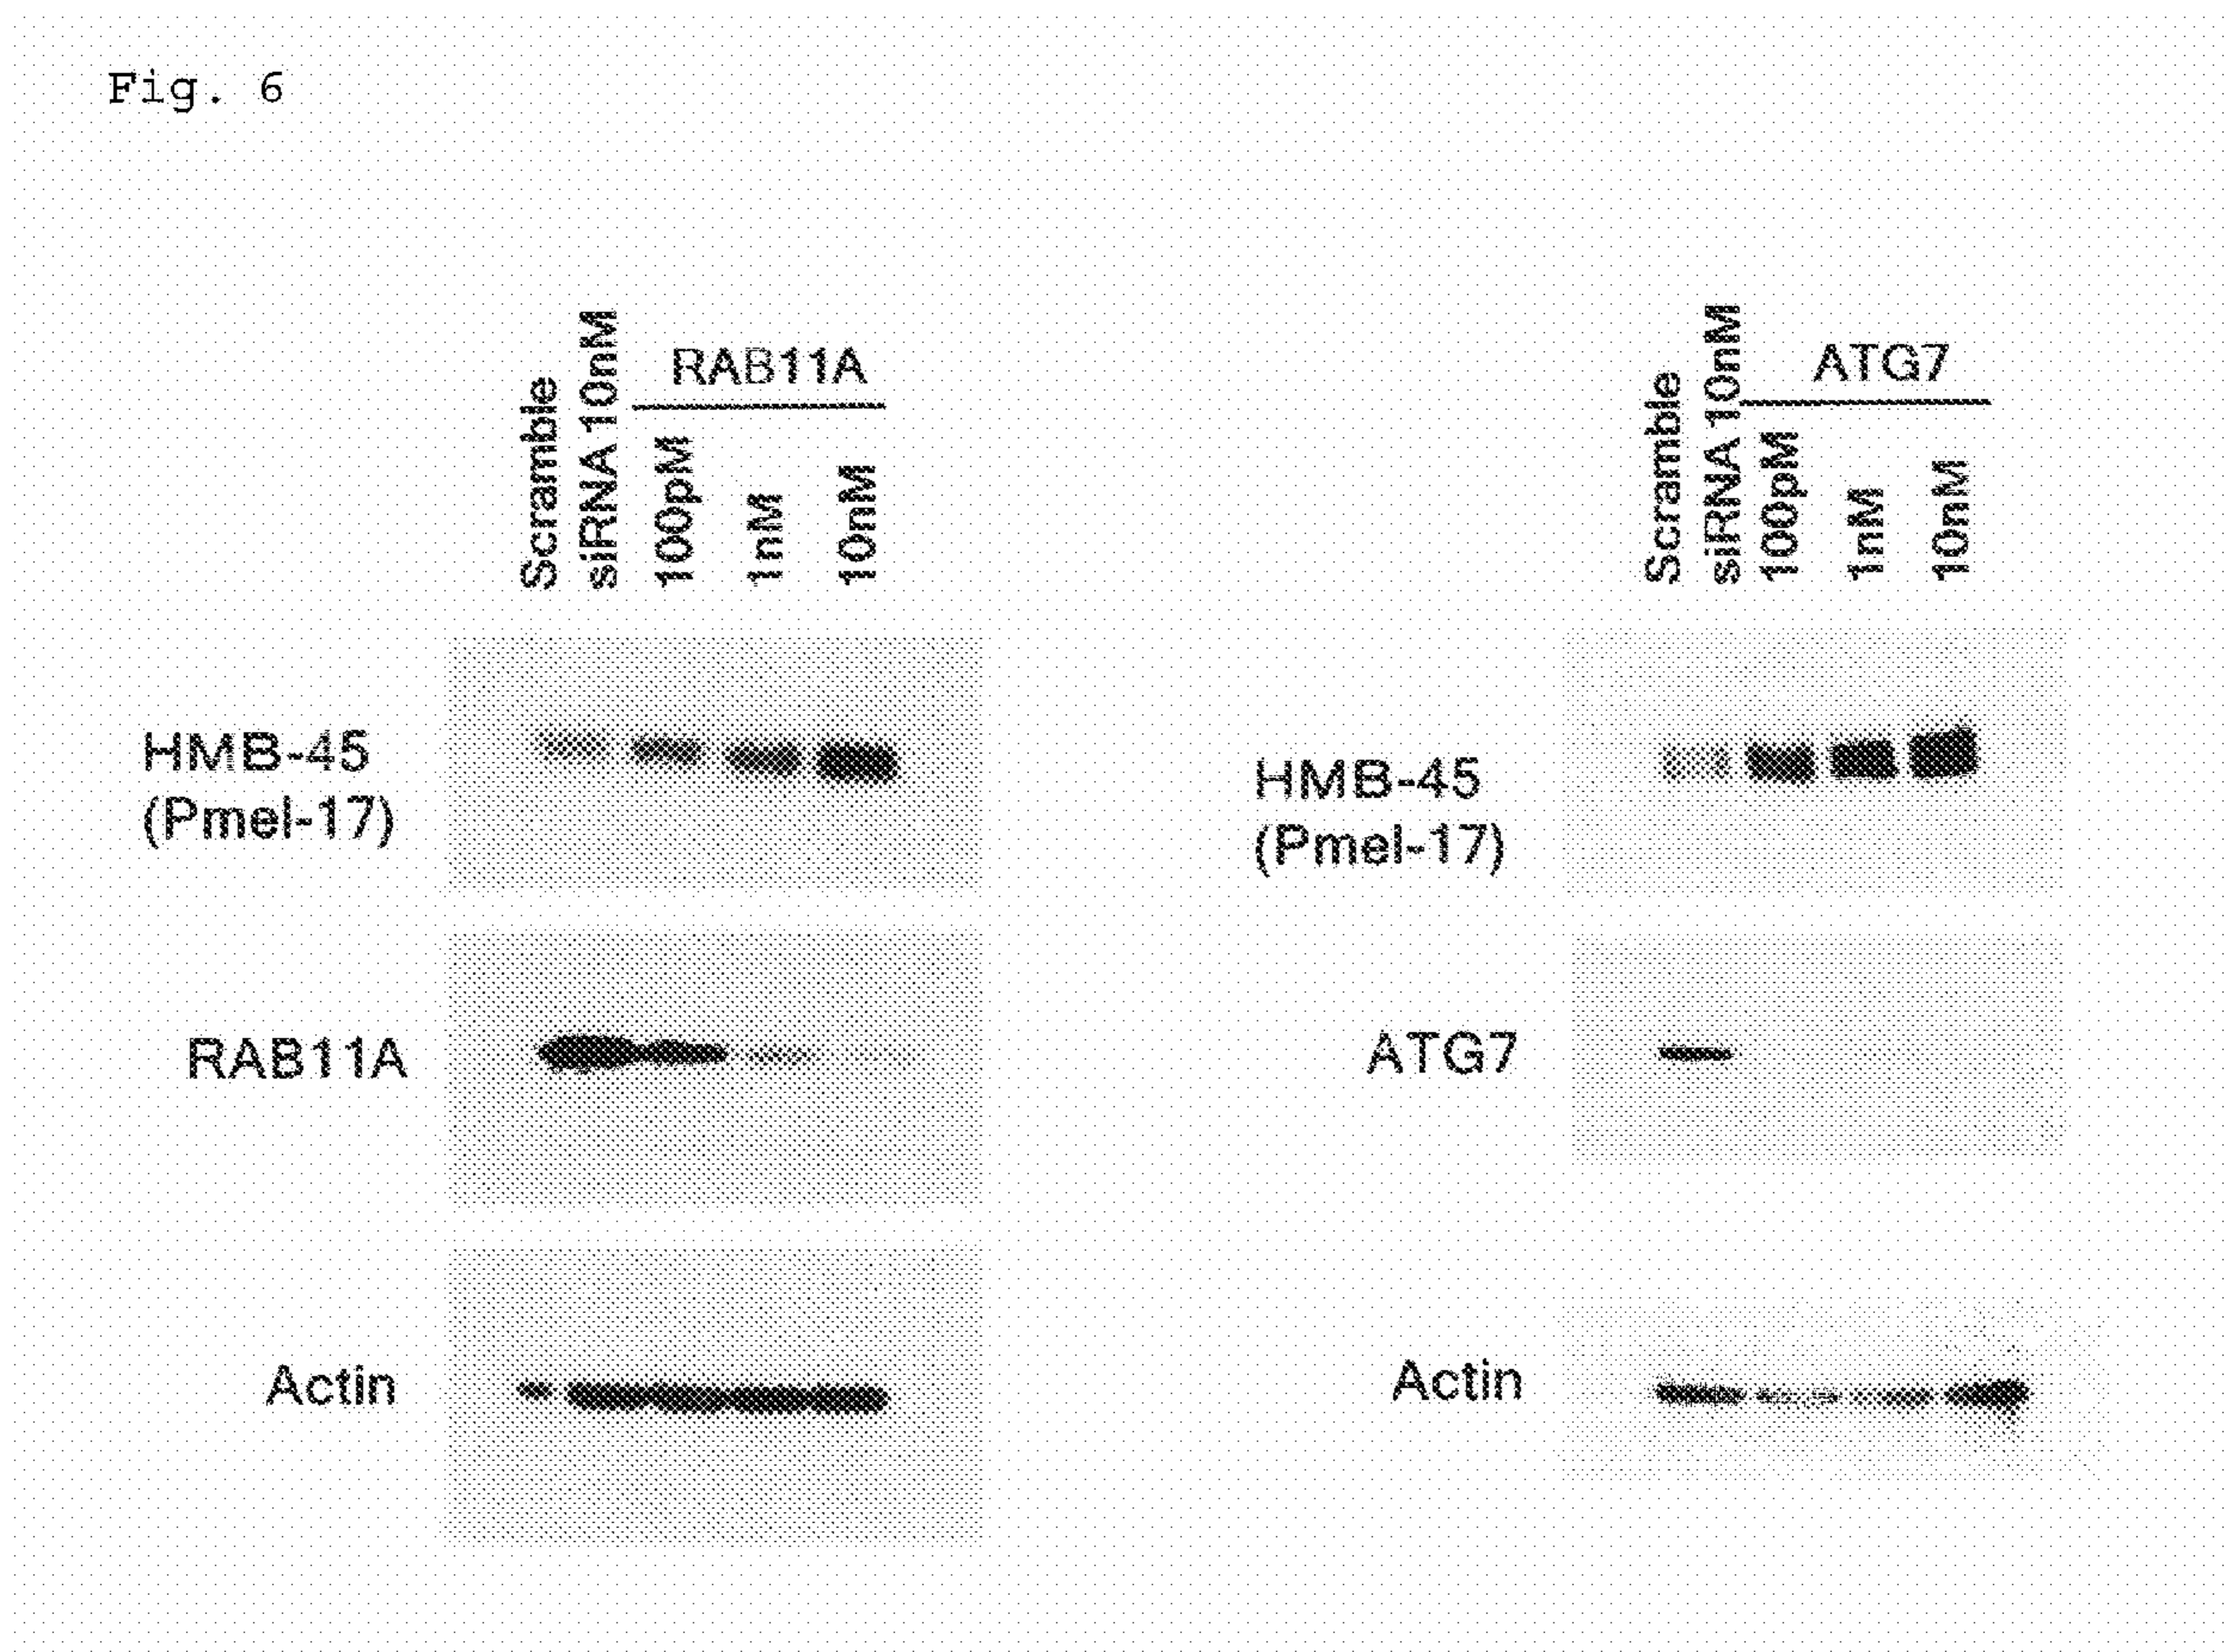 Fig. 6
Scramble
siRNA 10nM
RAB11A
100pM
1nM
10nM
HMB-45
(Pmel-17)
RAB11A
Actin
Scramble
siRNA 10nM
ATG7
100pM
1nM
10nM
HMB-45
(Pmel-17)
ATG7
Actin